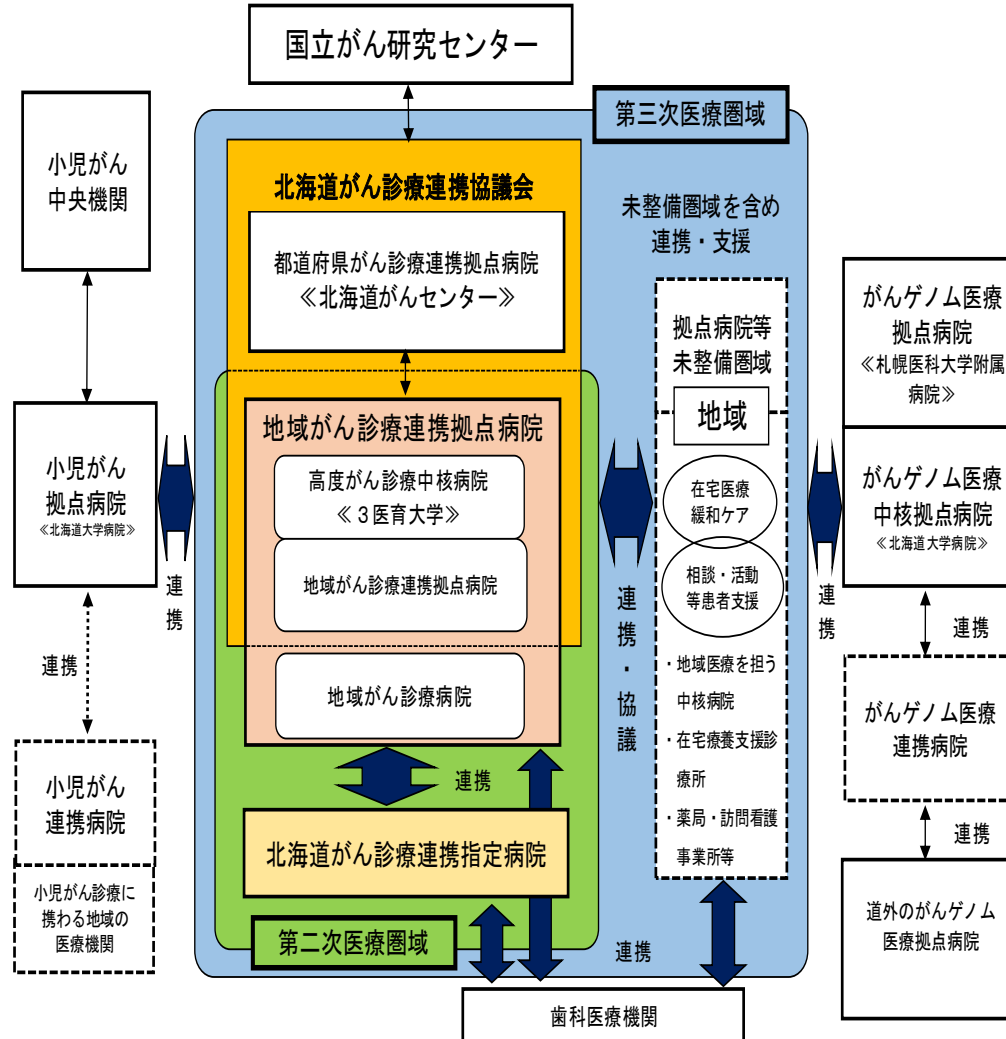 国立がん研究センター
第三次医療圏域
小児がん
中央機関
北海道がん診療連携協議会
都道府県がん診療連携拠点病院
≪北海道がんセンター≫
未整備圏域を含め
連携・支援
拠点病院等
未整備圏域
地域
在宅医療
緩和ケア
相談・活動
等患者支援
・地域医療を担う
中核病院
・在宅療養支援診
療所
・薬局・訪問看護
事業所等
がんゲノム医療
拠点病院
≪札幌医科大学附属
病院≫
がんゲノム医療
中核拠点病院
≪北海道大学病院≫
連携
がんゲノム医療
連携病院
連携
道外のがんゲノム
医療拠点病院
小児がん
拠点病院
≪北海道大学病院≫
連携
連携
小児がん
連携病院
小児がん診療に
携わる地域の
医療機関
地域がん診療連携拠点病院
高度がん診療中核病院
≪３医育大学≫
地域がん診療連携拠点病院
地域がん診療病院
連携・協議
連携
連携
北海道がん診療連携指定病院
第二次医療圏域
連携
歯科医療機関